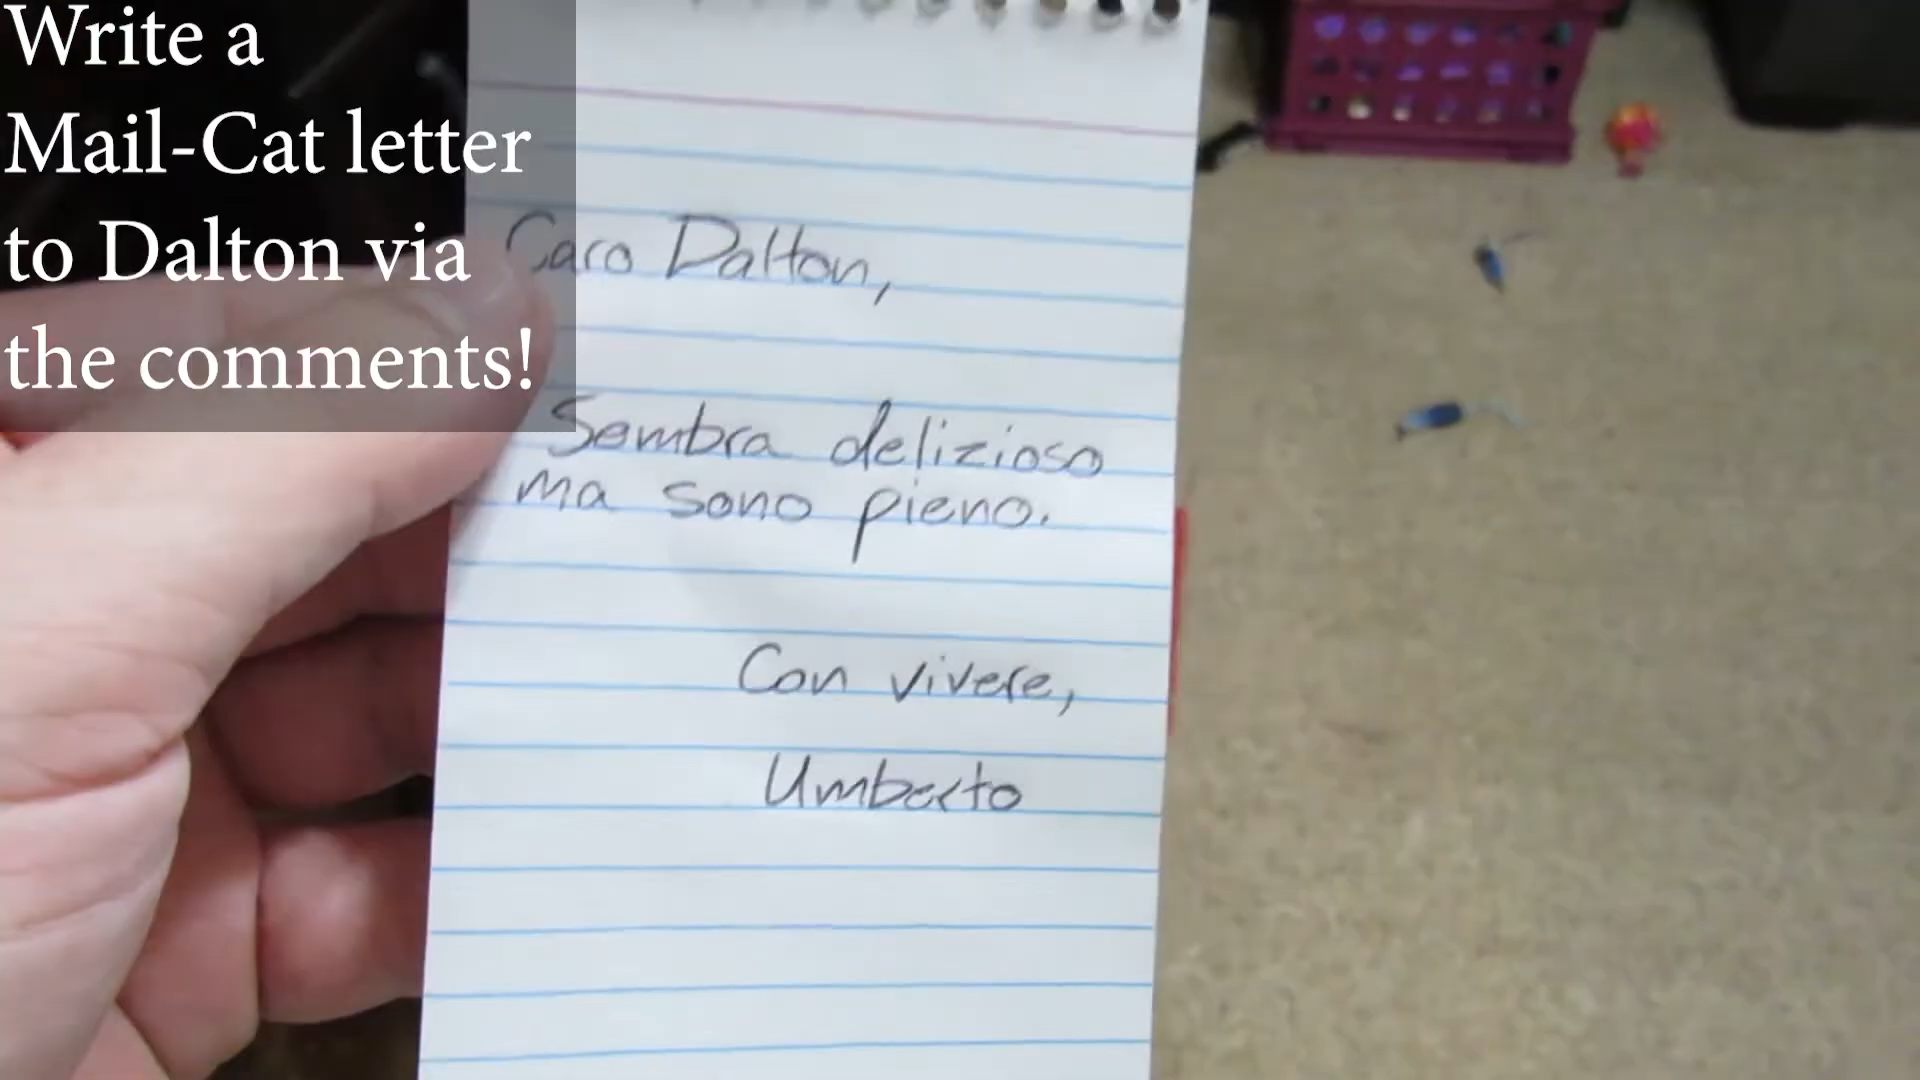 Write a
Mail-Cat letter
to Dalton via
the comments!
Caro Dalton,
Sembra delizioso
ma sono pieno.
Con vivere,
Umberto